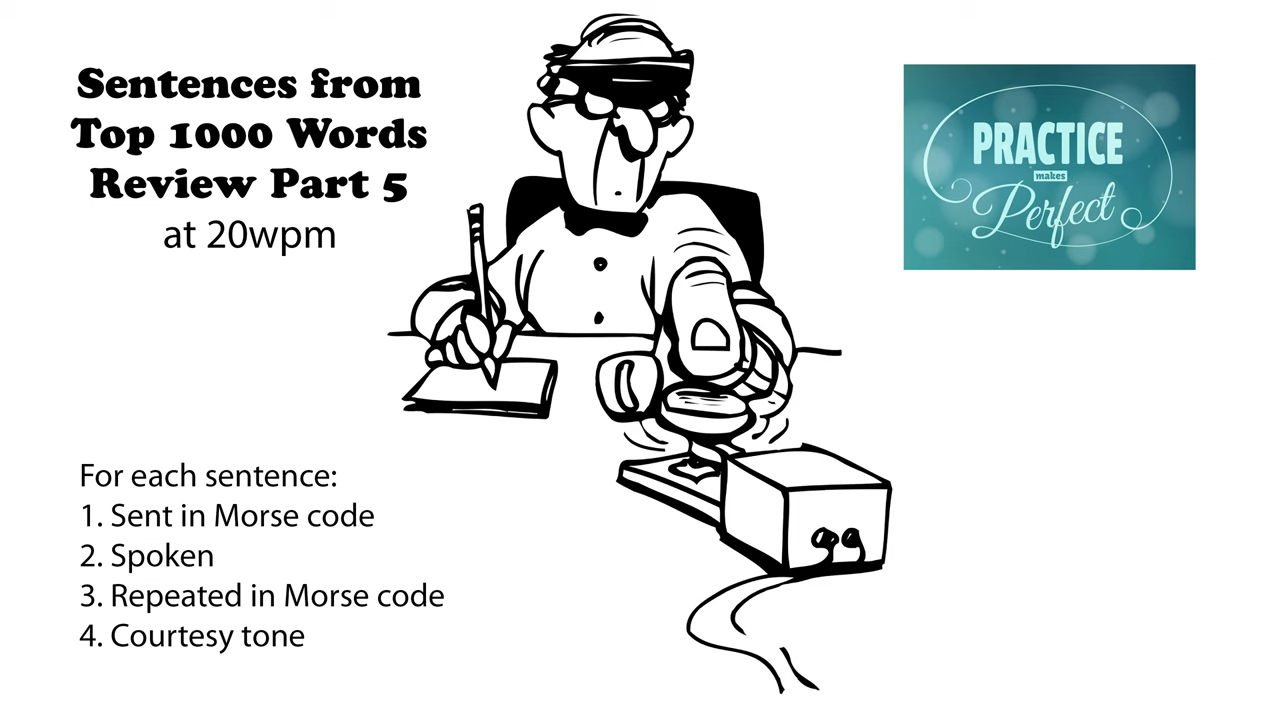 Sentences from
Top 1000 Words
Review Part 5
at 20wpm
PRACTICE
makes
Perfect
For each sentence:
1. Sent in Morse code
2. Spoken
3. Repeated in Morse code
4. Courtesy tone